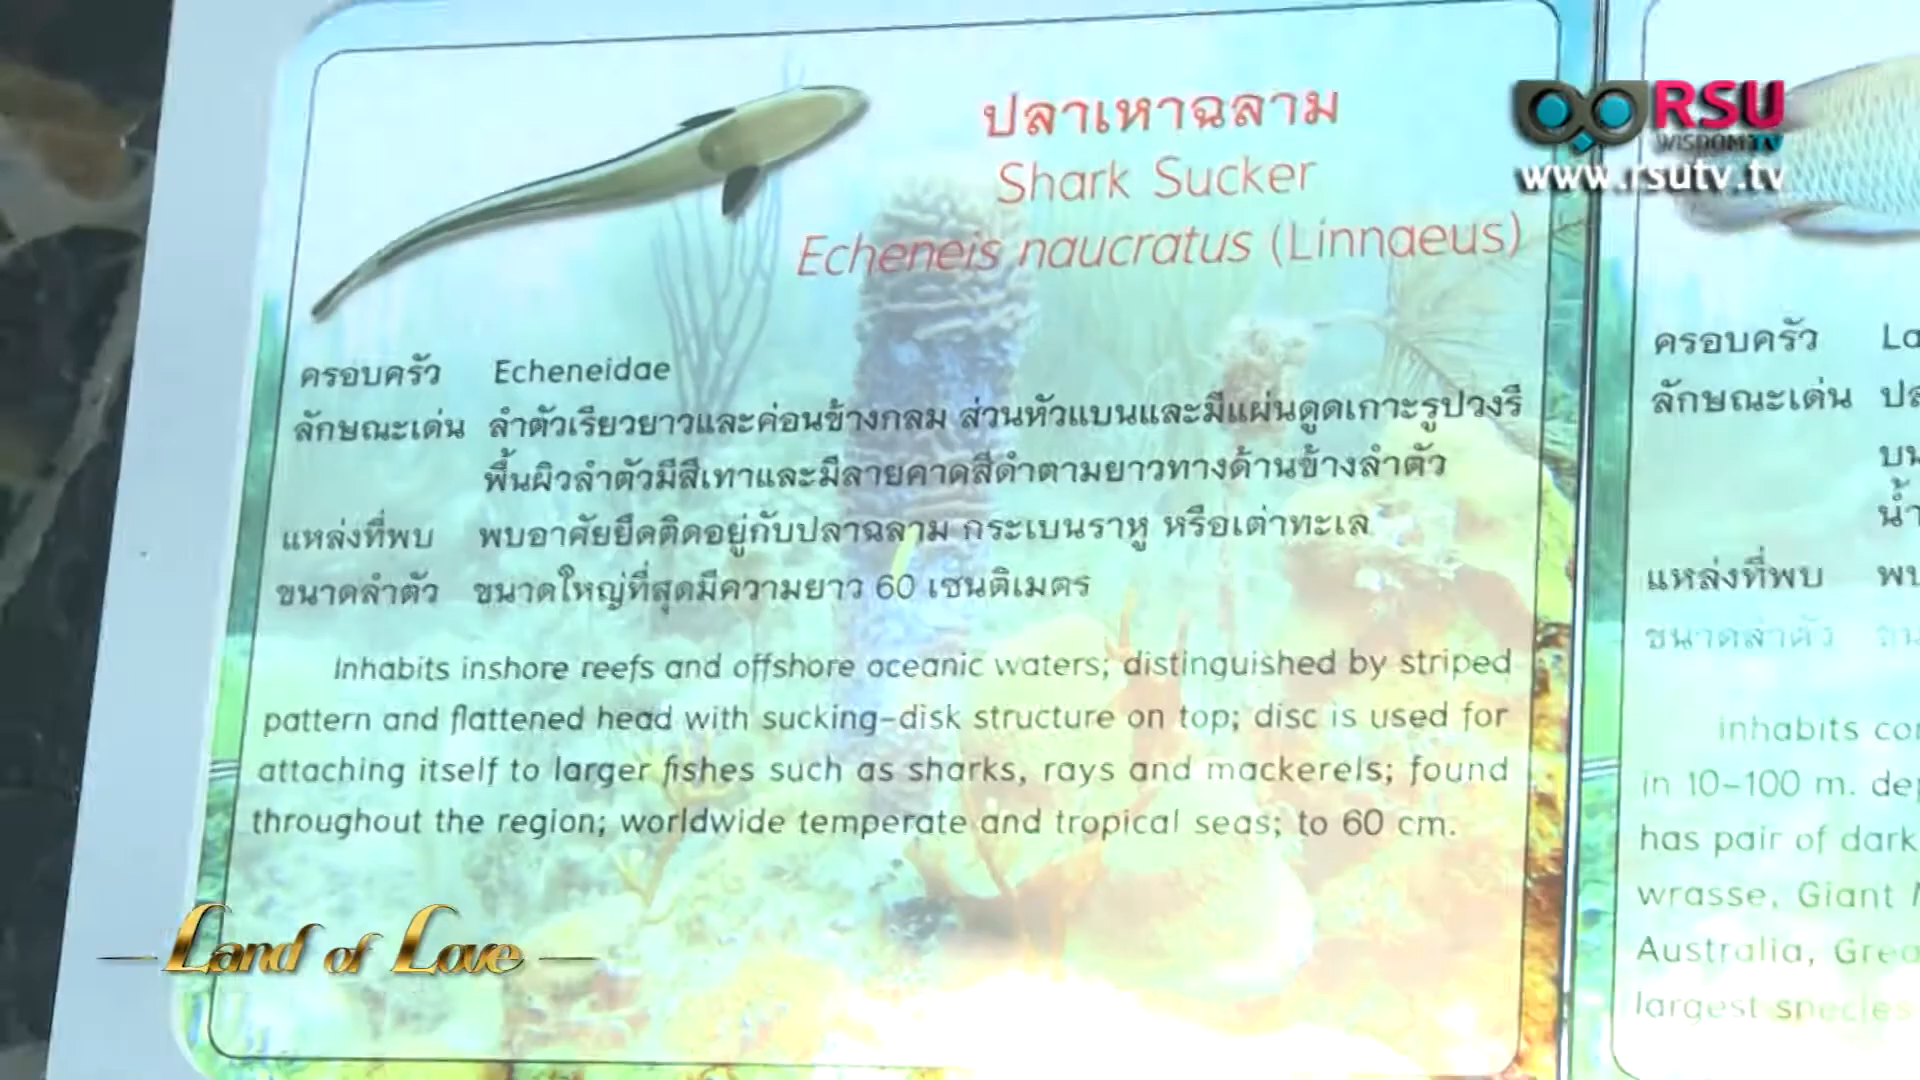 ปลาเหาฉลาม
Shark Sucker
Echeneis naucratus (Linnaeus)
ครอบครัว Echeneidae
ลักษณะเด่น ลำตัวเรียวยาวและค่อนข้างกลม ส่วนหัวแบนและมีแผ่นดูดเกาะรูปวงรี
พื้นผิวลำตัวมีสีเทาและมีลายคาดสีดำตามยาวทางด้านข้างลำตัว
แหล่งที่พบ พบอาศัยยึดติดอยู่กับปลาฉลาม กระเบนราหู หรือเต่าทะเล
ขนาดลำตัว ขนาดใหญ่ที่สุดมีความยาว 60 เซนติเมตร
Inhabits inshore reefs and offshore oceanic waters; distinguished by striped
pattern and flattened head with sucking-disk structure on top; disc is used for
attaching itself to larger fishes such as sharks, rays and mackerels; found
throughout the region; worldwide temperate and tropical seas; to 60 cm.
RSU
WISDOM TV
www.rsutv.tv
ครอบครัว
ลักษณะเด่น
แหล่งที่พบ
ขนาดลำตัว
inhabits
in 10-100 m.
has pair of dark
wrasse, Giant
Australia,
largest species
Land of Love